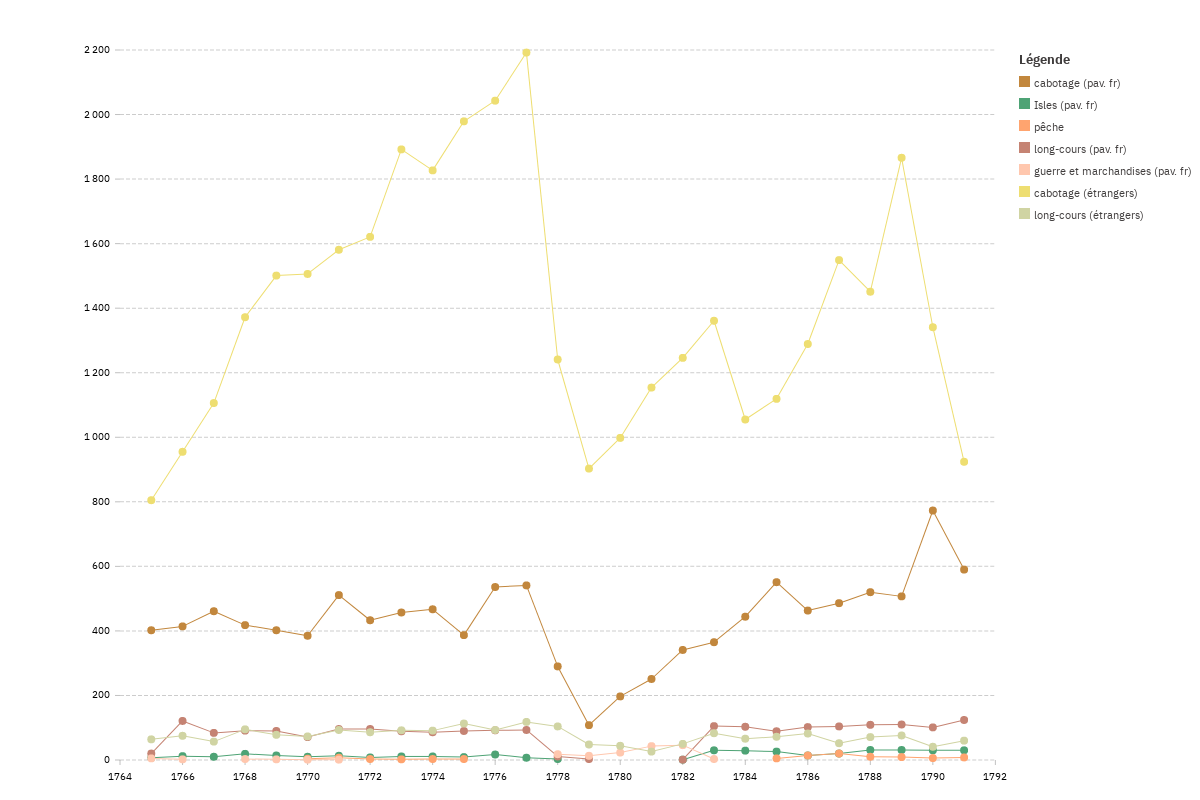 2 200
2 000
1 800
1 600
1 400
1 200
1 000
800
600
400
200
0
1764 1766 1768 1770 1772 1774 1776 1778 1780 1782 1784 1786 1788 1790 1792
Légende
cabotage (pav. fr)
Isles (pav. fr)
pêche
long-cours (pav. fr)
guerre et marchandises (pav. fr)
cabotage (étrangers)
long-cours (étrangers)